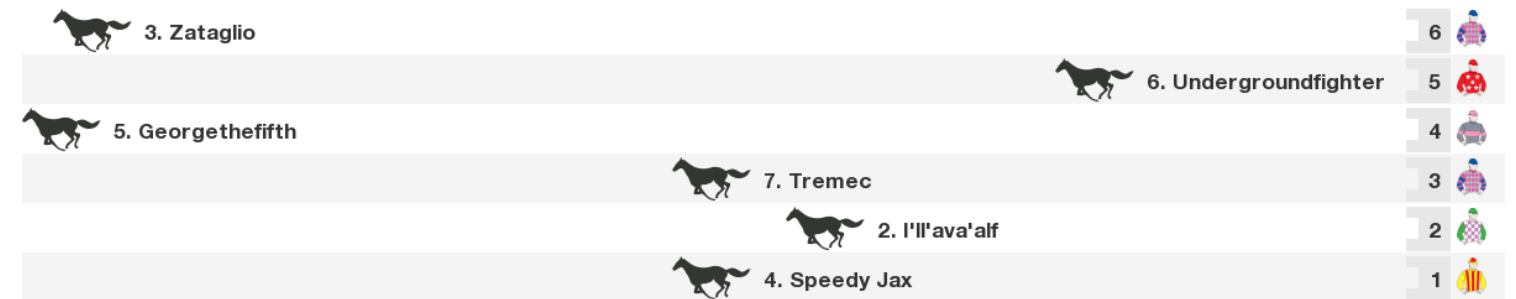 3. Zataglio 6
6. Undergroundfighter 5
5. Georgethefifth 4
7. Tremec 3
2. I'll'ava'alf 2
4. Speedy Jax 1